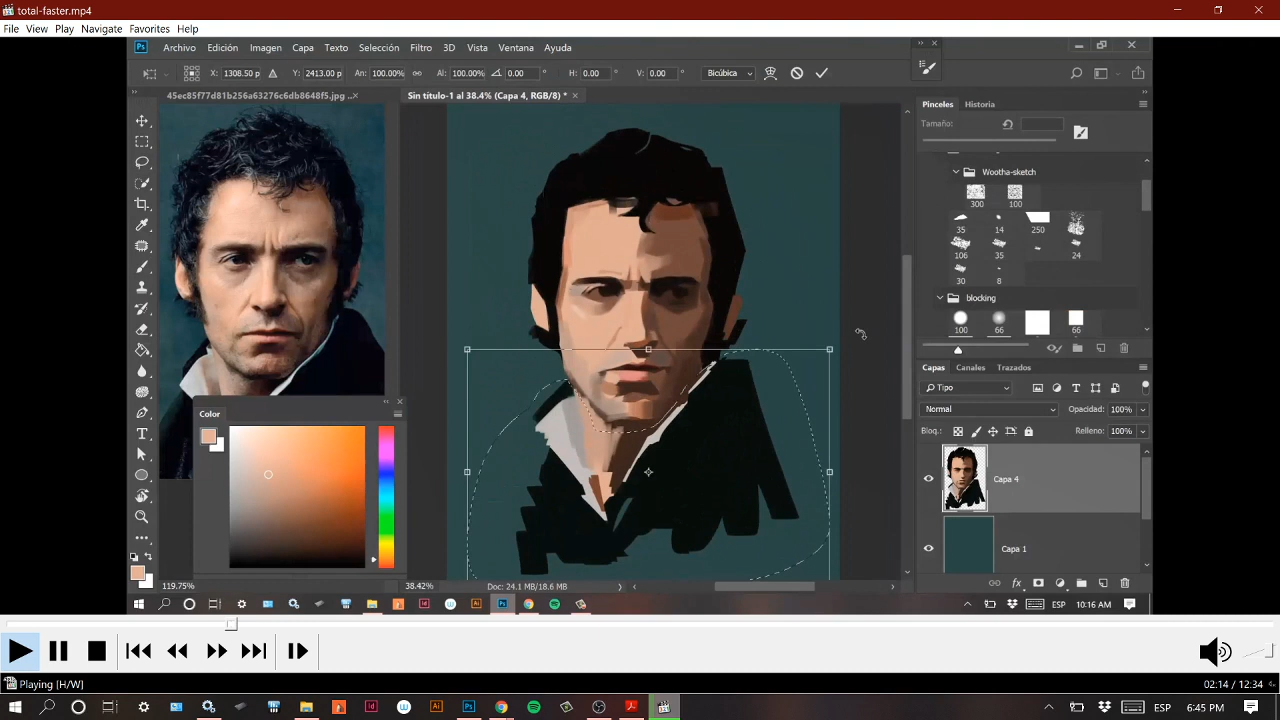 total-faster.mp4
File View Play Navigate Favorites Help
Ps Archivo Edición Imagen Capa Texto Selección Filtro 3D Vista Ventana Ayuda
X: 1308.50 p Y: 2413.00 p An: 100.00% Al: 100.00% 0.00 ° H: 0.00 ° V: 0.00 ° Bicúbica
45ec85f77d81b256a63276c6db8648f5.jpg ... × Sin título-1 al 38.4% (Capa 4, RGB/8) * ×
Pinceles Historia
Tamaño:
Wootha-sketch
300 100
35 14 250
106 35 24
30 8
blocking
100 66 66
Capas Canales Trazados
Tipo
Normal Opacidad: 100%
Bloq.: Relleno: 100%
Capa 4
Capa 1
Color
119.75% 38.42% Doc: 24.1 MB/18.6 MB
ESP 10:16 AM
Playing [H/W] 02:14 / 12:34
ESP 6:45 PM